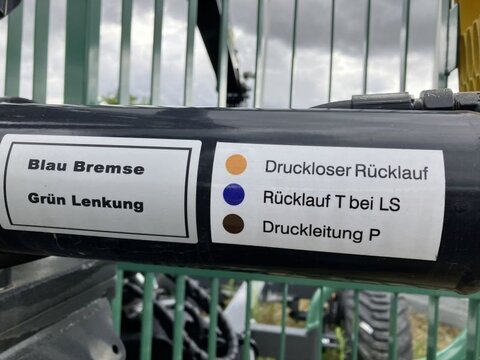 Blau Bremse
Grün Lenkung
Druckloser Rücklauf
Rücklauf T bei LS
Druckleitung P